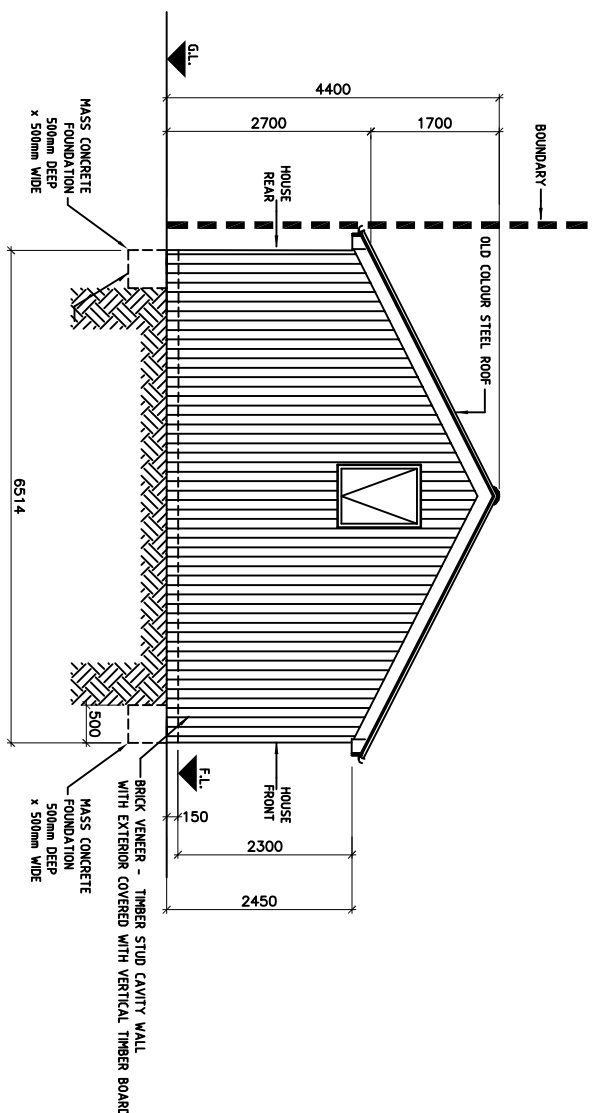 G.L.
4400
2700
1700
BOUNDARY
MASS CONCRETE
FOUNDATION
500mm DEEP
x 500mm WIDE
HOUSE
REAR
OLD COLOUR STEEL ROOF
6514
500
MASS CONCRETE
FOUNDATION
500mm DEEP
x 500mm WIDE
F.L.
HOUSE
FRONT
150
2300
2450
BRICK VENEER - TIMBER STUD CAVITY WALL
WITH EXTERIOR COVERED WITH VERTICAL TIMBER BOARD